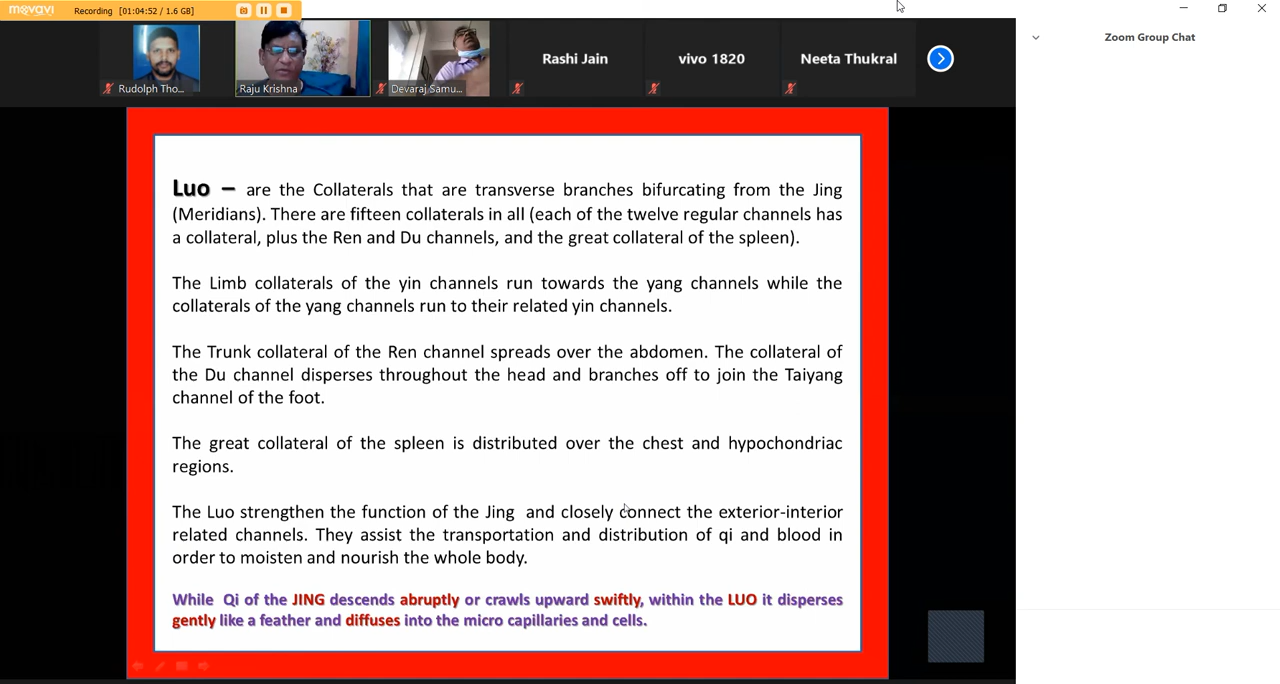 movavi Recording [01:04:52 / 1.6 GB]
Zoom Group Chat
Rashi Jain
vivo 1820
Neeta Thukral
Rudolph Tho...
Raju Krishna
Devaraj Samu...
Luo – are the Collaterals that are transverse branches bifurcating from the Jing
(Meridians). There are fifteen collaterals in all (each of the twelve regular channels has
a collateral, plus the Ren and Du channels, and the great collateral of the spleen).
The Limb collaterals of the yin channels run towards the yang channels while the
collaterals of the yang channels run to their related yin channels.
The Trunk collateral of the Ren channel spreads over the abdomen. The collateral of
the Du channel disperses throughout the head and branches off to join the Taiyang
channel of the foot.
The great collateral of the spleen is distributed over the chest and hypochondriac
regions.
The Luo strengthen the function of the Jing and closely connect the exterior-interior
related channels. They assist the transportation and distribution of qi and blood in
order to moisten and nourish the whole body.
While Qi of the JING descends abruptly or crawls upward swiftly, within the LUO it disperses
gently like a feather and diffuses into the micro capillaries and cells.